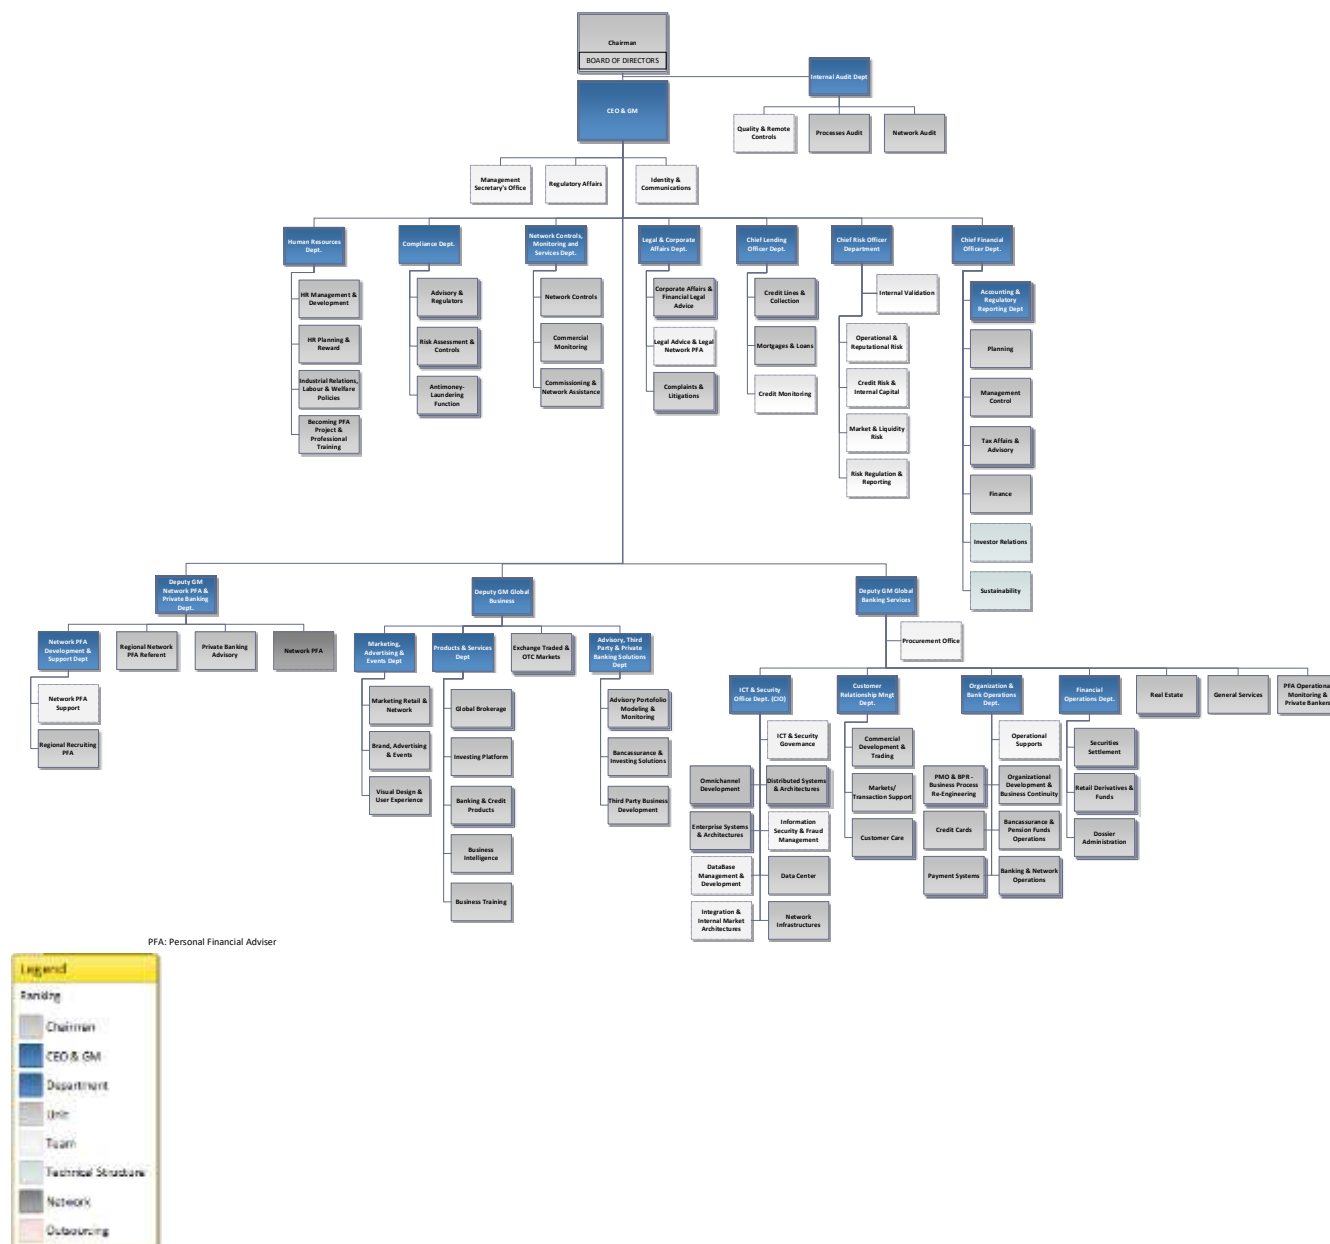 Chairman
BOARD OF DIRECTORS
Internal Audit Dept
CEO & GM
Quality & Remote
Controls
Processes Audit
Network Audit
Management
Secretary's Office
Regulatory Affairs
Identity &
Communications
Human Resources
Dept.
Compliance Dept.
Network Controls,
Monitoring and
Services Dept.
Legal & Corporate
Affairs Dept.
Chief Lending
Officer Dept.
Chief Risk Officer
Department
Chief Financial
Officer Dept.
HR Management &
Development
HR Planning &
Reward
Industrial Relations,
Labour & Welfare
Policies
Becoming PFA
Project &
Professional
Training
Advisory &
Regulators
Risk Assessment &
Controls
Antimoney-
Laundering
Function
Network Controls
Commercial
Monitoring
Commissioning &
Network Assistance
Corporate Affairs &
Financial Legal
Advice
Legal Advice & Legal
Network PFA
Complaints &
Litigations
Credit Lines &
Collection
Mortgages & Loans
Credit Monitoring
Internal Validation
Operational &
Reputational Risk
Credit Risk &
Internal Capital
Market & Liquidity
Risk
Risk Regulation &
Reporting
Accounting &
Regulatory
Reporting Dept
Planning
Management
Control
Tax Affairs &
Advisory
Finance
Investor Relations
Sustainability
Deputy GM
Network PFA &
Private Banking
Dept.
Deputy GM Global
Business
Deputy GM Global
Banking Services
Network PFA
Development &
Support Dept
Regional Network
PFA Referent
Private Banking
Advisory
Network PFA
Network PFA
Support
Regional Recruiting
PFA
Marketing,
Advertising &
Events Dept
Products & Services
Dept
Exchange Traded &
OTC Markets
Advisory, Third
Party & Private
Banking Solutions
Dept
Marketing Retail &
Network
Brand, Advertising
& Events
Visual Design &
User Experience
Global Brokerage
Investing Platform
Banking & Credit
Products
Business
Intelligence
Business Training
Advisory Portofolio
Modeling &
Monitoring
Bancassurance &
Investing Solutions
Third Party Business
Development
Procurement Office
ICT & Security
Office Dept. (CIO)
Customer
Relationship Mngt
Dept.
Organization &
Bank Operations
Dept.
Financial
Operations Dept.
Real Estate
General Services
PFA Operational
Monitoring &
Private Bankers
ICT & Security
Governance
Omnichannel
Development
Distributed Systems
& Architectures
Enterprise Systems
& Architectures
Information
Security & Fraud
Management
DataBase
Management &
Development
Data Center
Integration &
Internal Market
Architectures
Network
Infrastructures
Commercial
Development &
Trading
Markets/
Transaction Support
Customer Care
Operational
Supports
PMO & BPR -
Business Process
Re-Engineering
Organizational
Development &
Business Continuity
Credit Cards
Bancassurance &
Pension Funds
Operations
Payment Systems
Banking & Network
Operations
Securities
Settlement
Retail Derivatives &
Funds
Dossier
Administration
PFA: Personal Financial Adviser
Legend
Ranking
Chairman
CEO & GM
Department
Unit
Team
Technical Structure
Network
Outsourcing